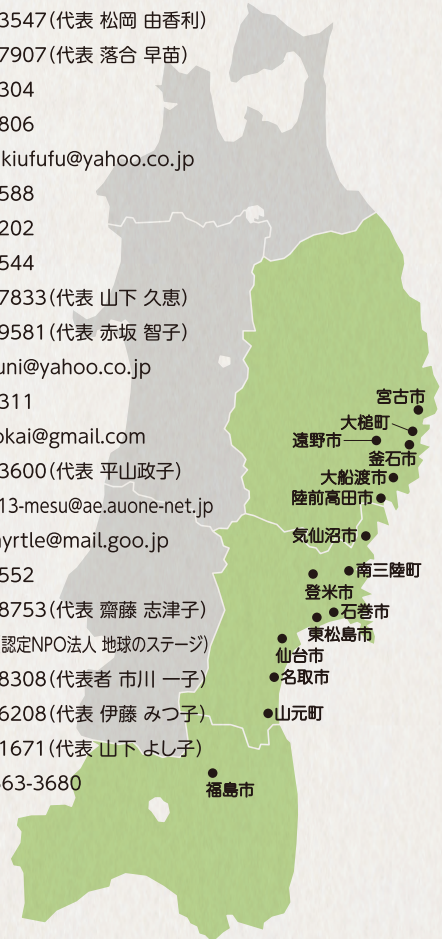 3547(代表 松岡 由香利)
7907(代表 落合 早苗)
304
806
kiufufu@yahoo.co.jp
588
202
544
7833(代表 山下 久恵)
9581(代表 赤坂 智子)
uni@yahoo.co.jp
311
okai@gmail.com
3600(代表 平山政子)
13-mesu@ae.auone-net.jp
yrtle@mail.goo.jp
552
8753(代表 齋藤 志津子)
認定NPO法人 地球のステージ)
8308(代表者 市川 一子)
6208(代表 伊藤 みつ子)
1671(代表 山下 よし子)
63-3680
宮古市
大槌町
遠野市
釜石市
大船渡市
陸前高田市
気仙沼市
南三陸町
登米市
石巻市
東松島市
仙台市
名取市
山元町
福島市